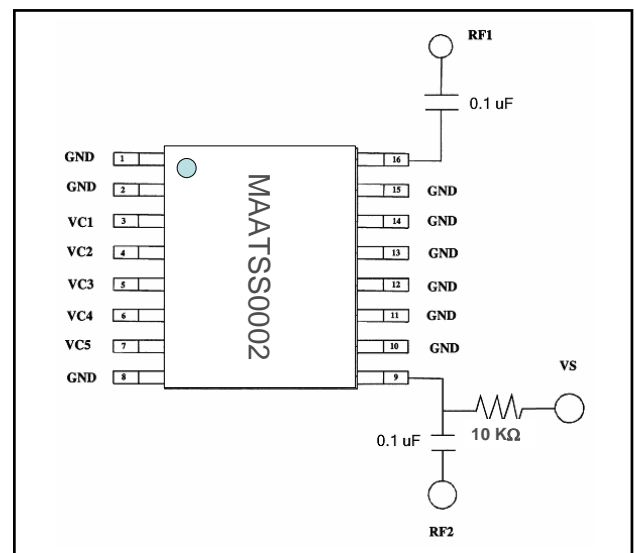 RF1
0.1 uF
GND 1
GND 2
VC1 3
VC2 4
VC3 5
VC4 6
VC5 7
GND 8
MAATSS0002
16
15 GND
14 GND
13 GND
12 GND
11 GND
10 GND
9
VS
10 KΩ
0.1 uF
RF2